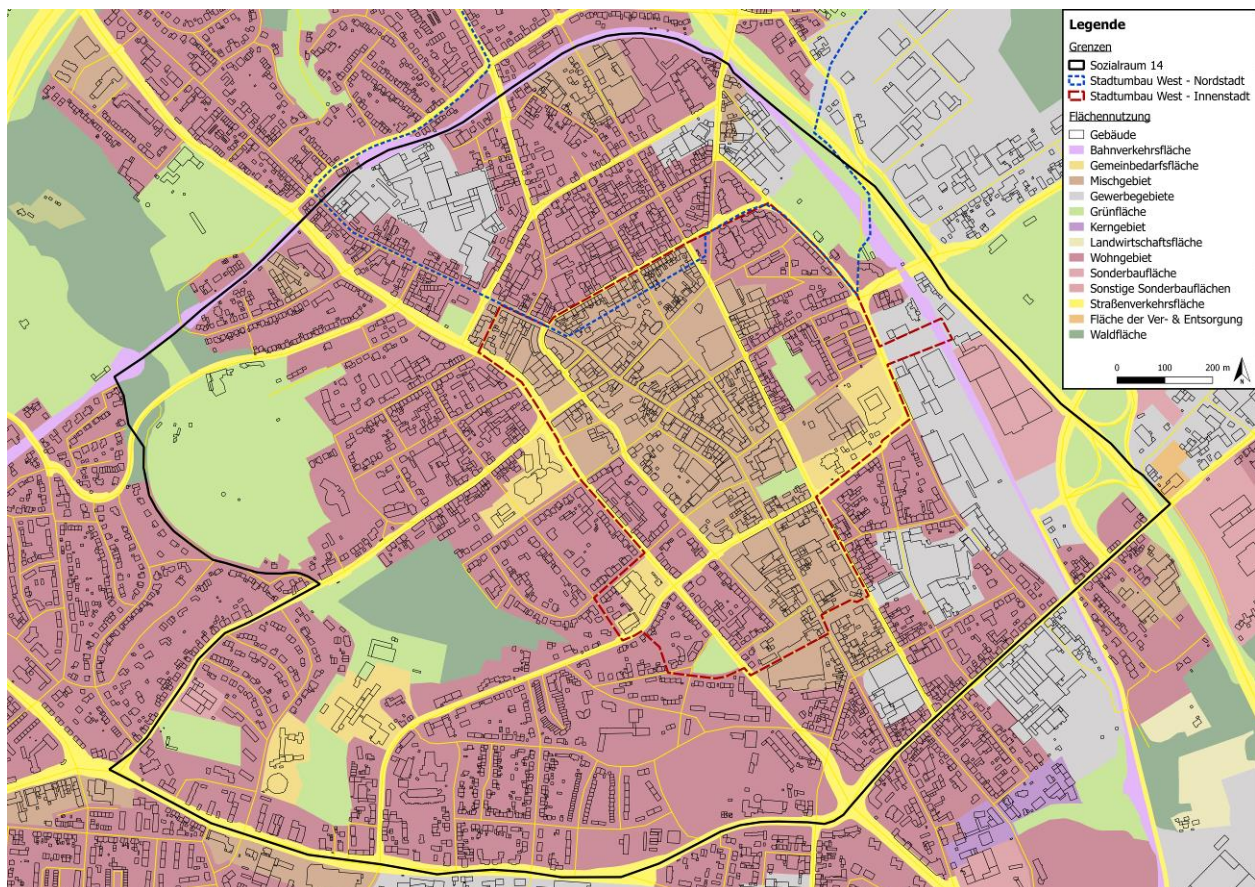 Legende
Grenzen
Sozialraum 14
Stadtumbau West - Nordstadt
Stadtumbau West - Innenstadt
Flächennutzung
Gebäude
Bahnverkehrsfläche
Gemeinbedarfsfläche
Mischgebiet
Gewerbegebiete
Grünfläche
Kerngebiet
Landwirtschaftsfläche
Wohngebiet
Sonderbaufläche
Sonstige Sonderbauflächen
Straßenverkehrsfläche
Fläche der Ver- & Entsorgung
Waldfläche
0 100 200 m
N